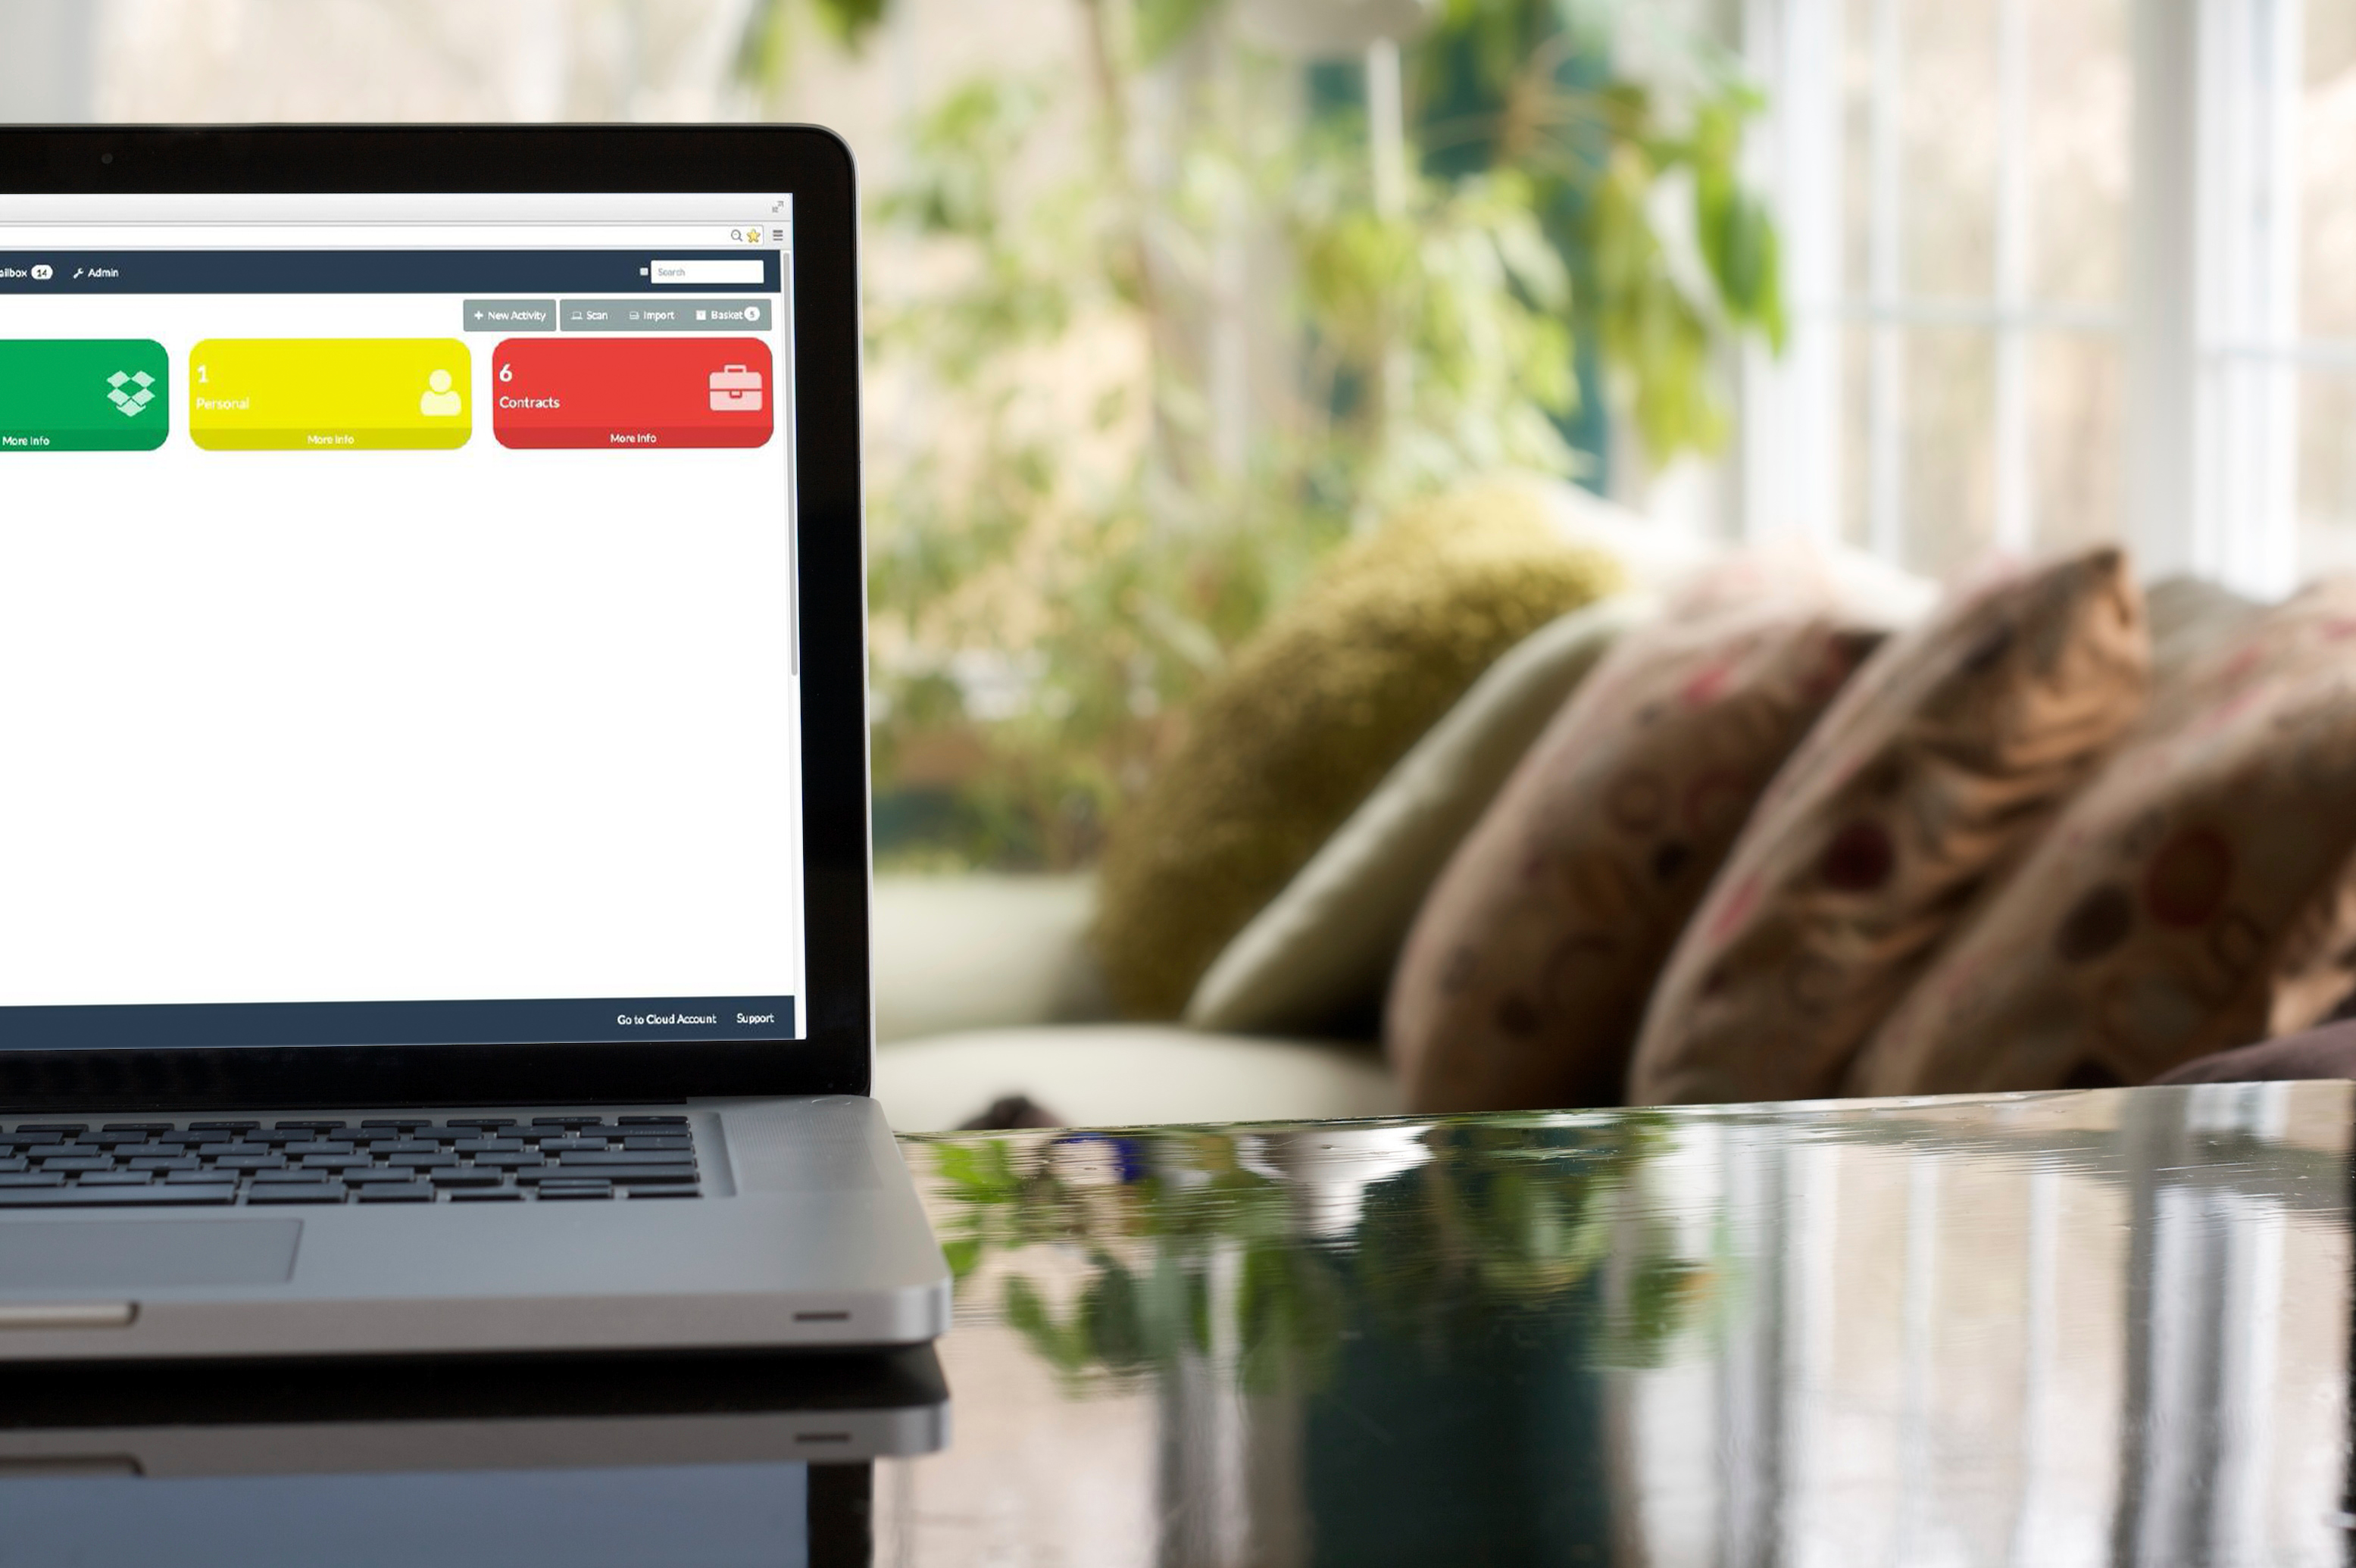 ailbox 14 Admin Search
New Activity Scan Import Basket 5
1
Personal
More Info
6
Contracts
More Info
More Info
Go to Cloud Account Support